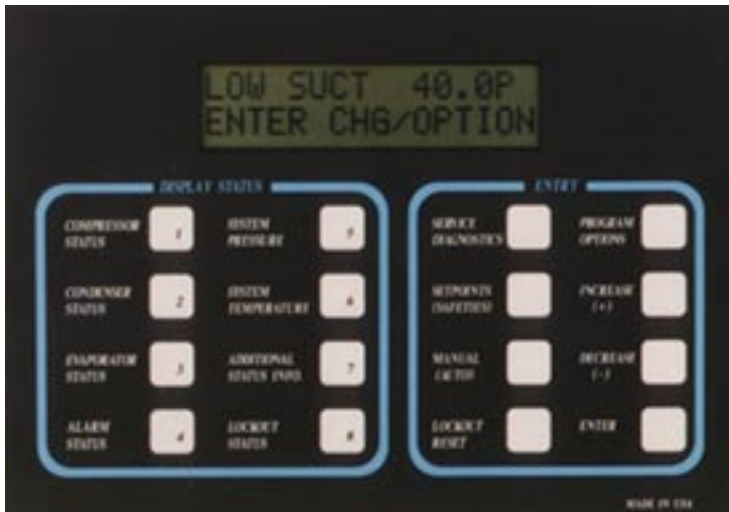 LOW SUCT 40.0P
ENTER CHG/OPTION
DISPLAY STATUS
COMPRESSOR
STATUS
1
SYSTEM
PRESSURE
5
CONDENSER
STATUS
2
SYSTEM
TEMPERATURE
6
EVAPORATOR
STATUS
3
ADDITIONAL
STATUS INFO.
7
ALARM
STATUS
4
LOCKOUT
STATUS
8
ENTRY
SERVICE
DIAGNOSTICS
PROGRAM
OPTIONS
SETPOINTS
(SAFETIES)
INCREASE
(+)
MANUAL
(AUTO)
DECREASE
(-)
LOCKOUT
RESET
ENTER
MADE IN USA